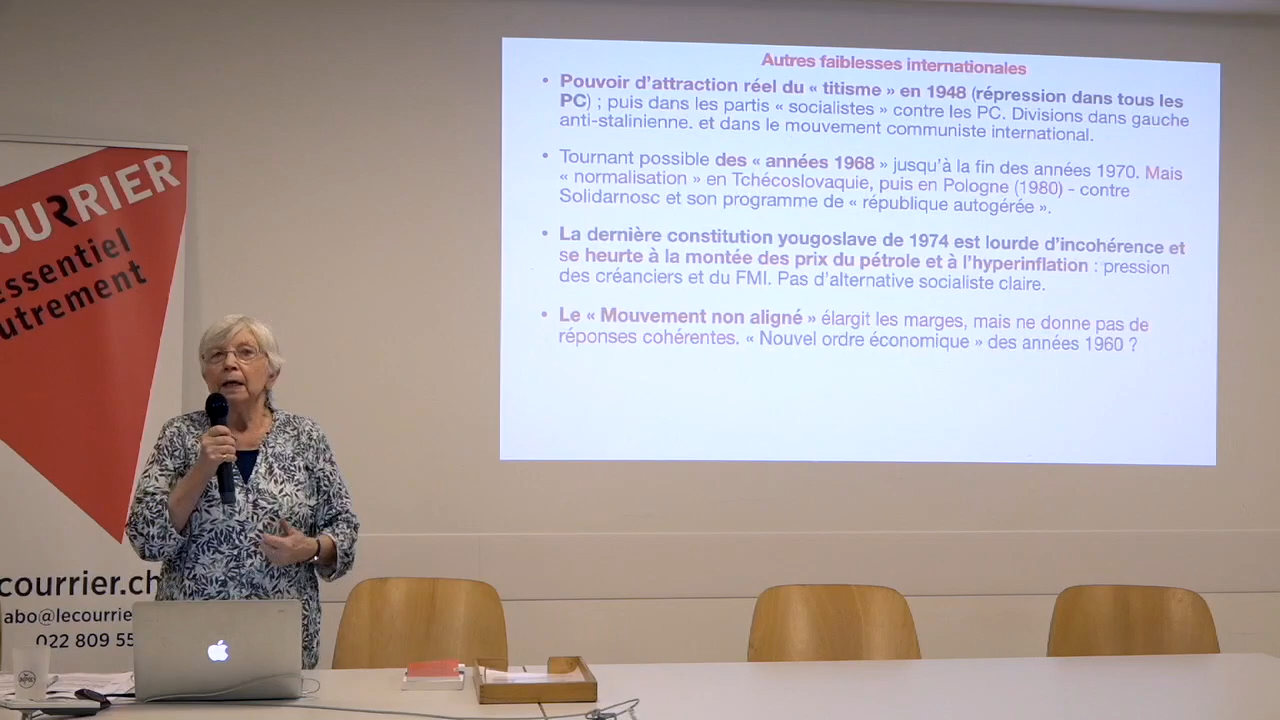 Autres faiblesses internationales
• Pouvoir d'attraction réel du « titisme » en 1948 (répression dans tous les
PC) ; puis dans les partis « socialistes » contre les PC. Divisions dans gauche
anti-stalinienne. et dans le mouvement communiste international.
• Tournant possible des « années 1968 » jusqu'à la fin des années 1970. Mais
« normalisation » en Tchécoslovaquie, puis en Pologne (1980) - contre
Solidarnosc et son programme de « république autogérée ».
• La dernière constitution yougoslave de 1974 est lourde d'incohérence et
se heurte à la montée des prix du pétrole et à l'hyperinflation : pression
des créanciers et du FMI. Pas d'alternative socialiste claire.
• Le « Mouvement non aligné » élargit les marges, mais ne donne pas de
réponses cohérentes. « Nouvel ordre économique » des années 1960 ?
OURRIER
essentiel
utrement
courrier.ch
abo@lecourrie
022 809 55